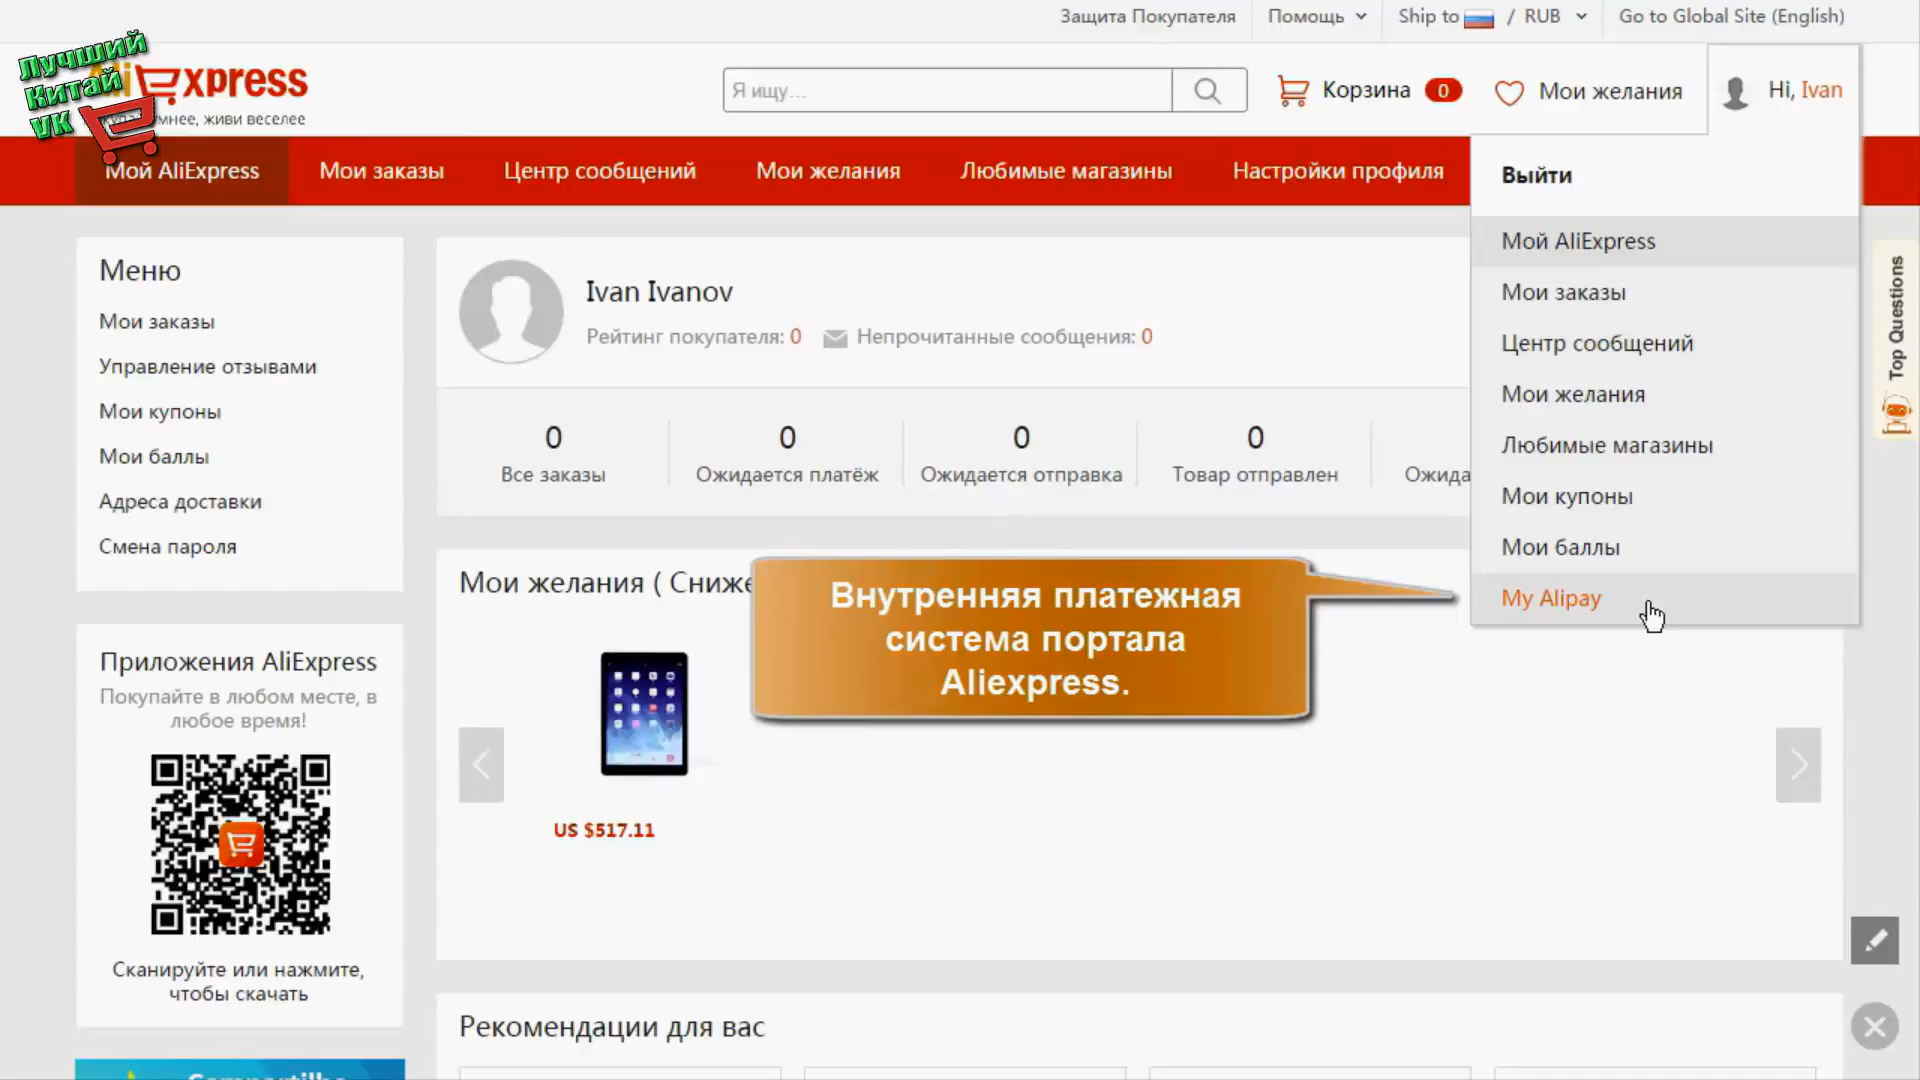 Защита Покупателя
Помощь
Ship to / RUB
Go to Global Site (English)
Лучший
Китай
VK
AliExpress
мнее, живи веселее
Я ищу...
Корзина 0
Мои желания
Hi, Ivan
Мой AliExpress
Мои заказы
Центр сообщений
Мои желания
Любимые магазины
Настройки профиля
Выйти
Мой AliExpress
Мои заказы
Центр сообщений
Мои желания
Любимые магазины
Мои купоны
Мои баллы
My Alipay
Top Questions
Меню
Мои заказы
Управление отзывами
Мои купоны
Мои баллы
Адреса доставки
Смена пароля
Ivan Ivanov
Рейтинг покупателя: 0
Непрочитанные сообщения: 0
0
Все заказы
0
Ожидается платёж
0
Ожидается отправка
0
Товар отправлен
Ожида
Мои желания ( Сниже
Внутренняя платежная
система портала
Aliexpress.
US $517.11
Приложения AliExpress
Покупайте в любом месте, в
любое время!
Сканируйте или нажмите,
чтобы скачать
Рекомендации для вас